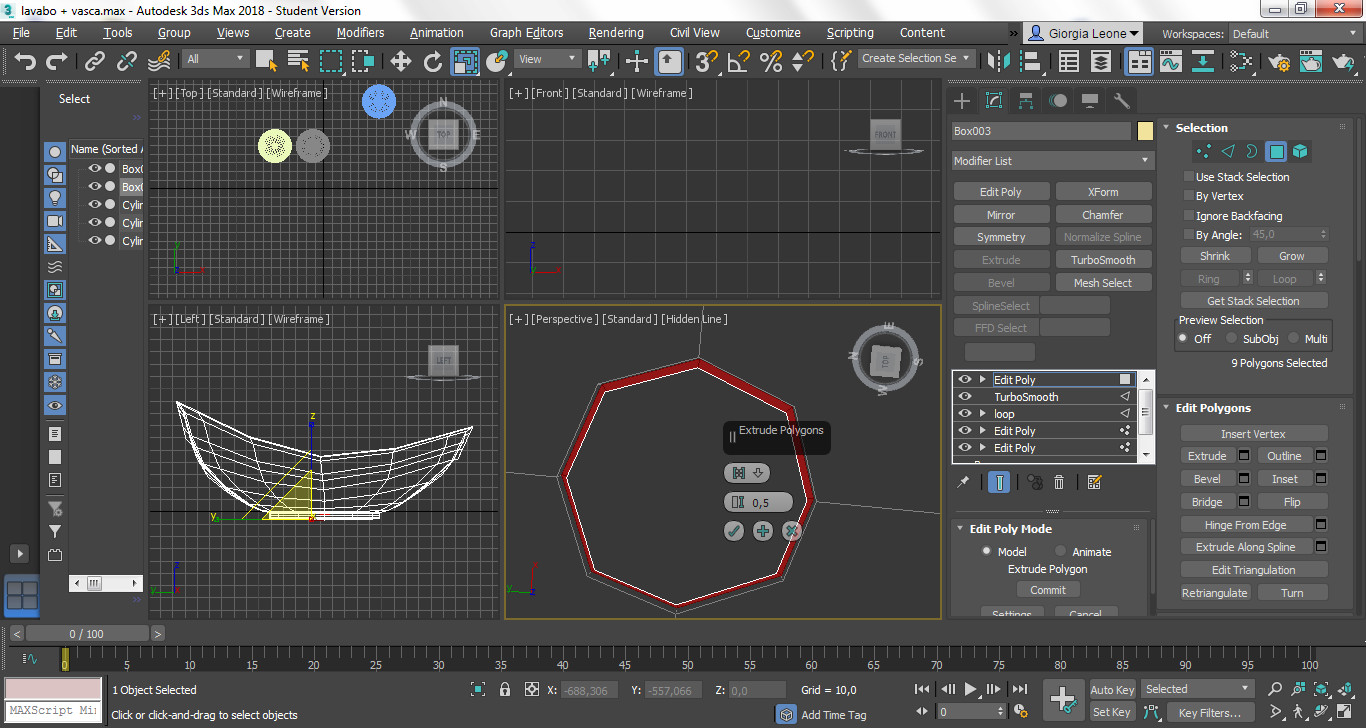 lavabo + vasca.max - Autodesk 3ds Max 2018 - Student Version
File Edit Tools Group Views Create Modifiers Animation Graph Editors Rendering Civil View Customize Scripting Content » Giorgia Leone Workspaces: Default
All View Create Selection Se
Select
Name (Sorted A
Box0
Box0
Cylir
Cylir
Cylir
[+] [Top] [Standard] [Wireframe]
N W TOP E S
[+] [Front] [Standard] [Wireframe]
FRONT
[+] [Left] [Standard] [Wireframe]
LEFT
z
y
[+] [Perspective] [Standard] [Hidden Line]
E N TOP S W
Extrude Polygons
0,5
Box003
Modifier List
Edit Poly XForm
Mirror Chamfer
Symmetry Normalize Spline
Extrude TurboSmooth
Bevel Mesh Select
SplineSelect
FFD Select
Edit Poly
TurboSmooth
loop
Edit Poly
Edit Poly
Edit Poly Mode
Model Animate
Extrude Polygon
Commit
Settings Cancel
Selection
Use Stack Selection
By Vertex
Ignore Backfacing
By Angle: 45,0
Shrink Grow
Ring Loop
Get Stack Selection
Preview Selection
Off SubObj Multi
9 Polygons Selected
Edit Polygons
Insert Vertex
Extrude Outline
Bevel Inset
Bridge Flip
Hinge From Edge
Extrude Along Spline
Edit Triangulation
Retriangulate Turn
< 0 / 100 >
0 5 10 15 20 25 30 35 40 45 50 55 60 65 70 75 80 85 90 95 100
1 Object Selected X: -688,306 Y: -557,066 Z: 0,0 Grid = 10,0 Auto Key Selected
MAXScript Mi Click or click-and-drag to select objects Add Time Tag 0 Set Key Key Filters...